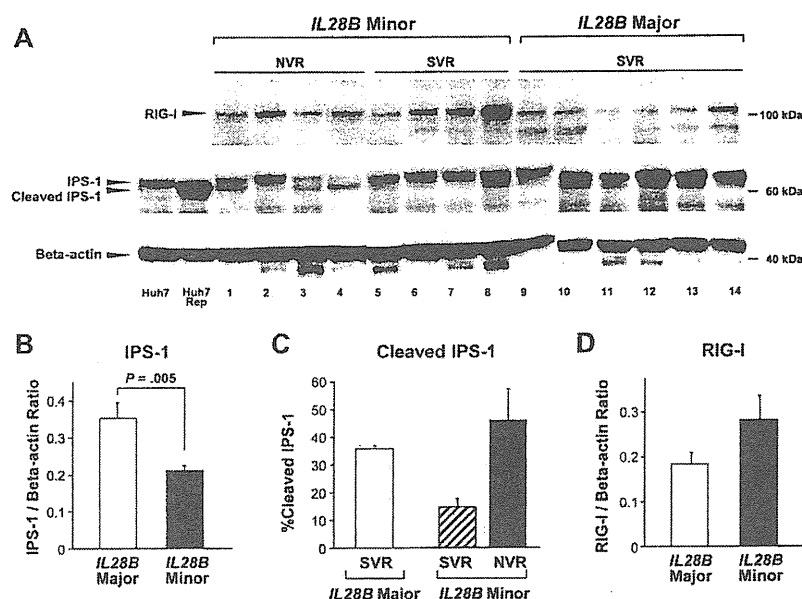 A
IL28B Minor
IL28B Major
NVR
SVR
SVR
RIG-I
100 kDa
IPS-1
Cleaved IPS-1
60 kDa
Beta-actin
40 kDa
Huh7 Huh7 Rep 1 2 3 4 5 6 7 8 9 10 11 12 13 14
B
IPS-1
P = .005
IPS-1 / Beta-actin Ratio
0.4
0.3
0.2
0.1
0
IL28B Major
IL28B Minor
C
Cleaved IPS-1
%Cleaved IPS-1
60
50
40
30
20
10
0
SVR
SVR
NVR
IL28B Major
IL28B Minor
D
RIG-I
RIG-I / Beta-actin Ratio
0.3
0.2
0.1
0
IL28B Major
IL28B Minor